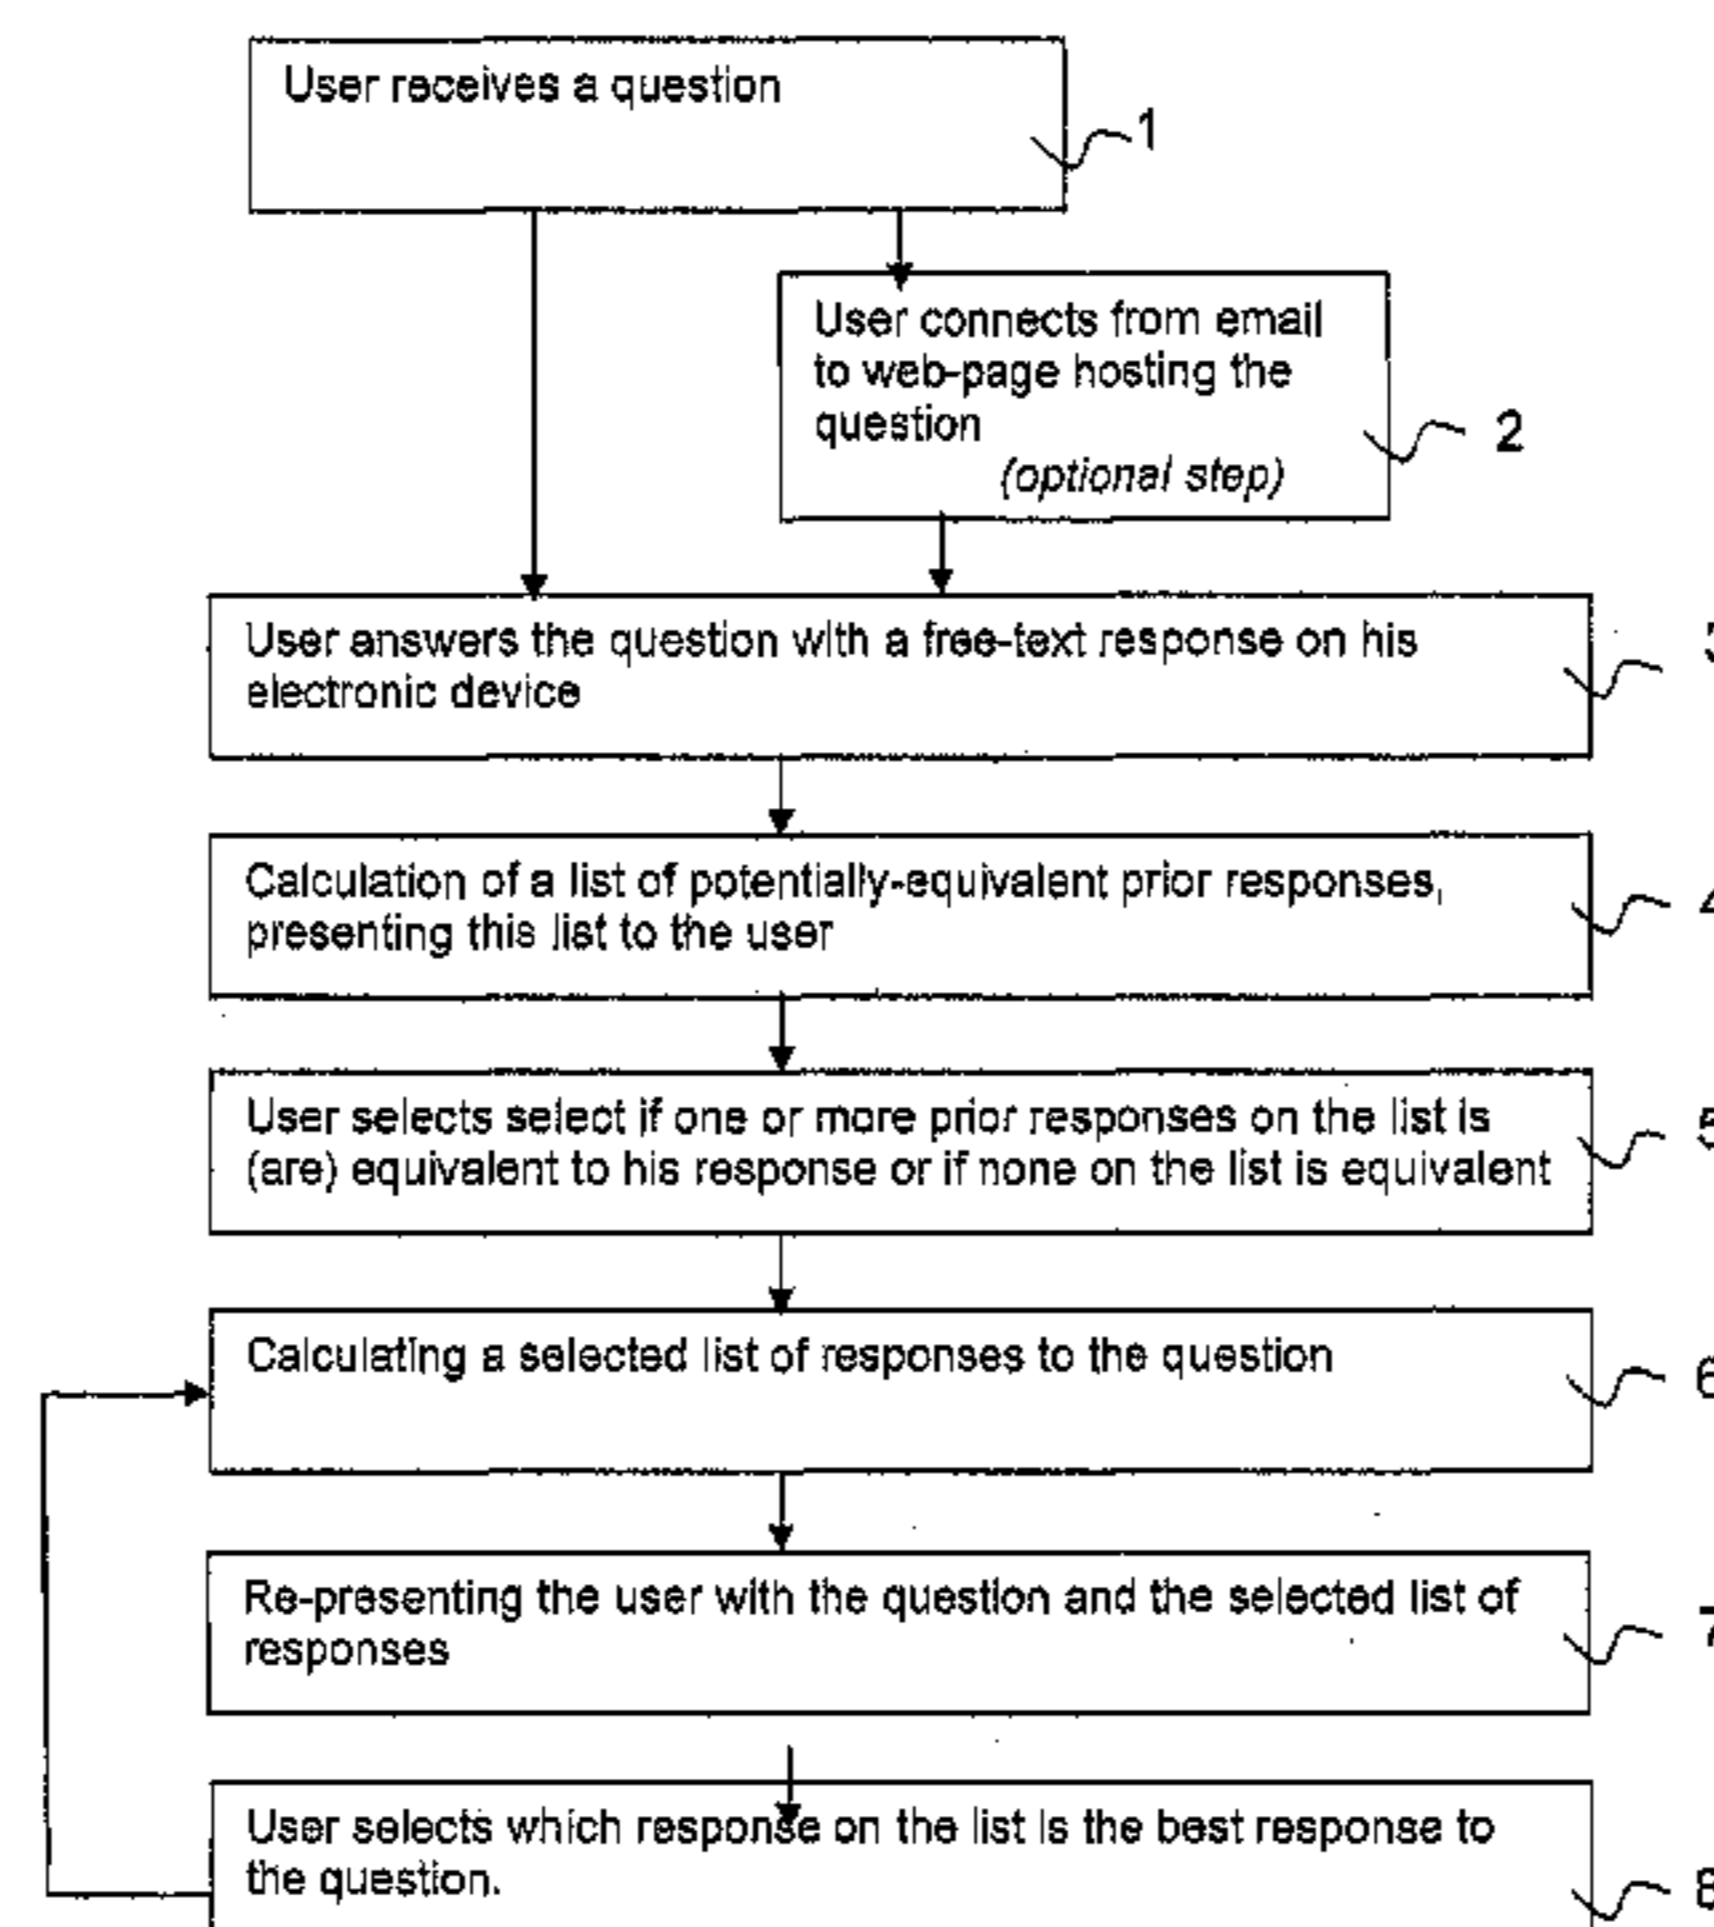 User receives a question
1
User connects from email
to web-page hosting the
question
(optional step)
2
User answers the question with a free-text response on his
electronic device
3
Calculation of a list of potentially-equivalent prior responses,
presenting this list to the user
4
User selects select if one or more prior responses on the list is
(are) equivalent to his response or if none on the list is equivalent
5
Calculating a selected list of responses to the question
6
Re-presenting the user with the question and the selected list of
responses
7
User selects which response on the list is the best response to
the question.
8